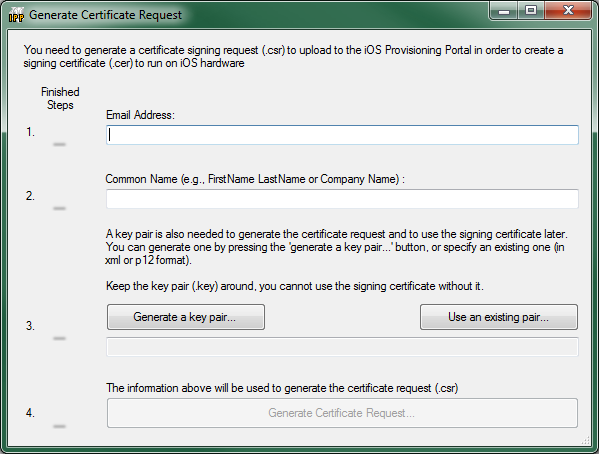 iPP Generate Certificate Request
You need to generate a certificate signing request (.csr) to upload to the iOS Provisioning Portal in order to create a
signing certificate (.cer) to run on iOS hardware
Finished
Steps
Email Address:
1.
Common Name (e.g., FirstName LastName or Company Name) :
2.
A key pair is also needed to generate the certificate request and to use the signing certificate later.
You can generate one by pressing the 'generate a key pair...' button, or specify an existing one (in
xml or p12 format).
Keep the key pair (.key) around, you cannot use the signing certificate without it.
Generate a key pair... Use an existing pair...
3.
The information above will be used to generate the certificate request (.csr)
4. Generate Certificate Request...